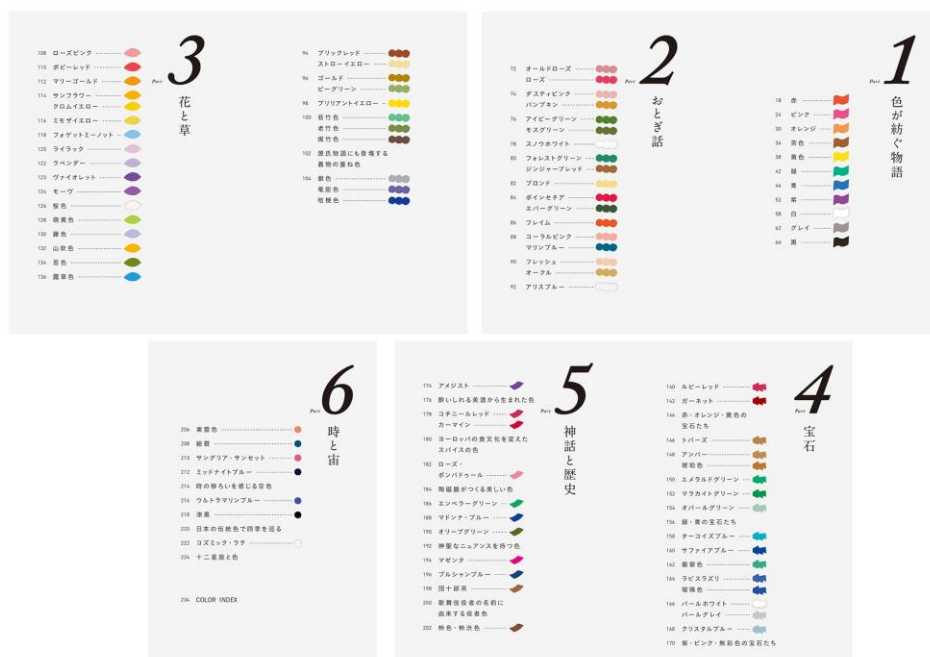 Part 1
色が紡ぐ物語
18 赤
24 ピンク
30 オレンジ
34 茶色
38 黄色
42 緑
46 青
52 紫
58 白
62 グレイ
66 黒
Part 2
おとぎ話
72 オールドローズ
ローズ
74 ダスティピンク
パンプキン
76 アイビーグリーン
モスグリーン
78 スノウホワイト
80 フォレストグリーン
ジンジャーブレッド
82 ブロンド
84 ポインセチア
エバーグリーン
86 フレイム
88 コーラルピンク
マリンブルー
90 フレッシュ
オークル
92 アリスブルー
94 ブリックレッド
ストローイエロー
96 ゴールド
ピーグリーン
98 ブリリアントイエロー
100 若竹色
老竹色
煤竹色
102 源氏物語にも登場する
着物の重ね色
104 銀色
竜胆色
桔梗色
Part 3
花と草
108 ローズピンク
110 ポピーレッド
112 マリーゴールド
114 サンフラワー
クロムイエロー
116 ミモザイエロー
118 フォゲットミーノット
120 ライラック
122 ラベンダー
123 ヴァイオレット
124 モーヴ
126 桜色
128 萌黄色
130 藤色
132 山吹色
134 苔色
136 露草色
Part 4
宝石
140 ルビーレッド
142 ガーネット
144 赤・オレンジ・黄色の
宝石たち
146 トパーズ
148 アンバー
琥珀色
150 エメラルドグリーン
152 マラカイトグリーン
154 オパールグリーン
156 緑・青の宝石たち
158 ターコイズブルー
160 サファイアブルー
162 翡翠色
164 ラピスラズリ
瑠璃色
166 パールホワイト
パールグレイ
168 クリスタルブルー
170 紫・ピンク・無彩色の宝石たち
Part 5
神話と歴史
174 アメジスト
176 酔いしれる美酒から生まれた色
178 コチニールレッド
カーマイン
180 ヨーロッパの食文化を変えた
スパイスの色
182 ローズ・
ポンパドゥール
184 陶磁器がつくる美しい色
186 エンペラーグリーン
188 マドンナ・ブルー
190 オリーブグリーン
192 神聖なニュアンスを持つ色
194 マゼンタ
196 プルシャンブルー
198 団十郎茶
200 歌舞伎役者の名前に
由来する役者色
202 柿色・柿渋色
Part 6
時と宙
206 東雲色
208 紺碧
210 サングリア・サンセット
212 ミッドナイトブルー
214 時の移ろいを感じる空色
216 ウルトラマリンブルー
218 漆黒
220 日本の伝統色で四季を巡る
222 コズミック・ラテ
224 十二星座と色
234 COLOR INDEX